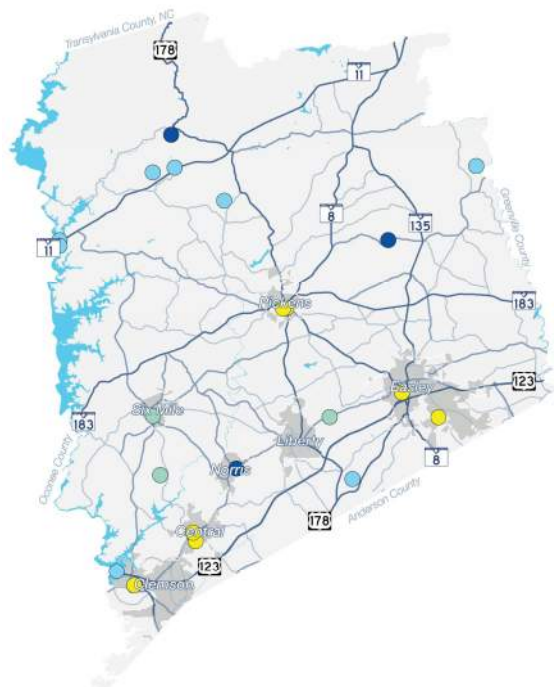 Transylvania County, NC
178
11
8
135
Greenville County
11
Pickens
183
Easley
123
183
Six Mile
Oconee County
Liberty
Norris
8
178
Anderson County
Central
123
Clemson